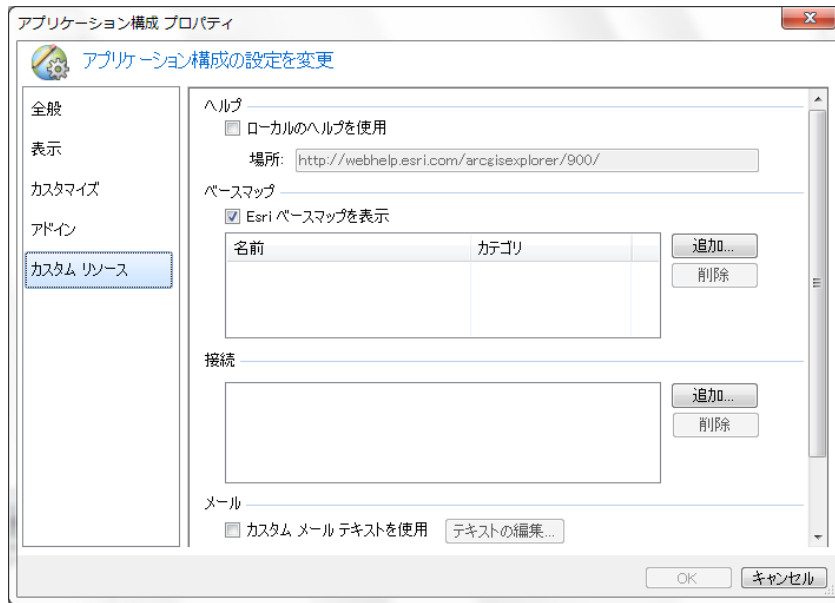 アプリケーション構成 プロパティ
アプリケーション構成の設定を変更
全般
表示
カスタマイズ
アドイン
カスタム リソース
ヘルプ
ローカルのヘルプを使用
場所: http://webhelp.esri.com/arcgisexplorer/900/
ベースマップ
Esri ベースマップを表示
名前 カテゴリ
追加...
削除
接続
追加...
削除
メール
カスタム メール テキストを使用 テキストの編集...
OK キャンセル